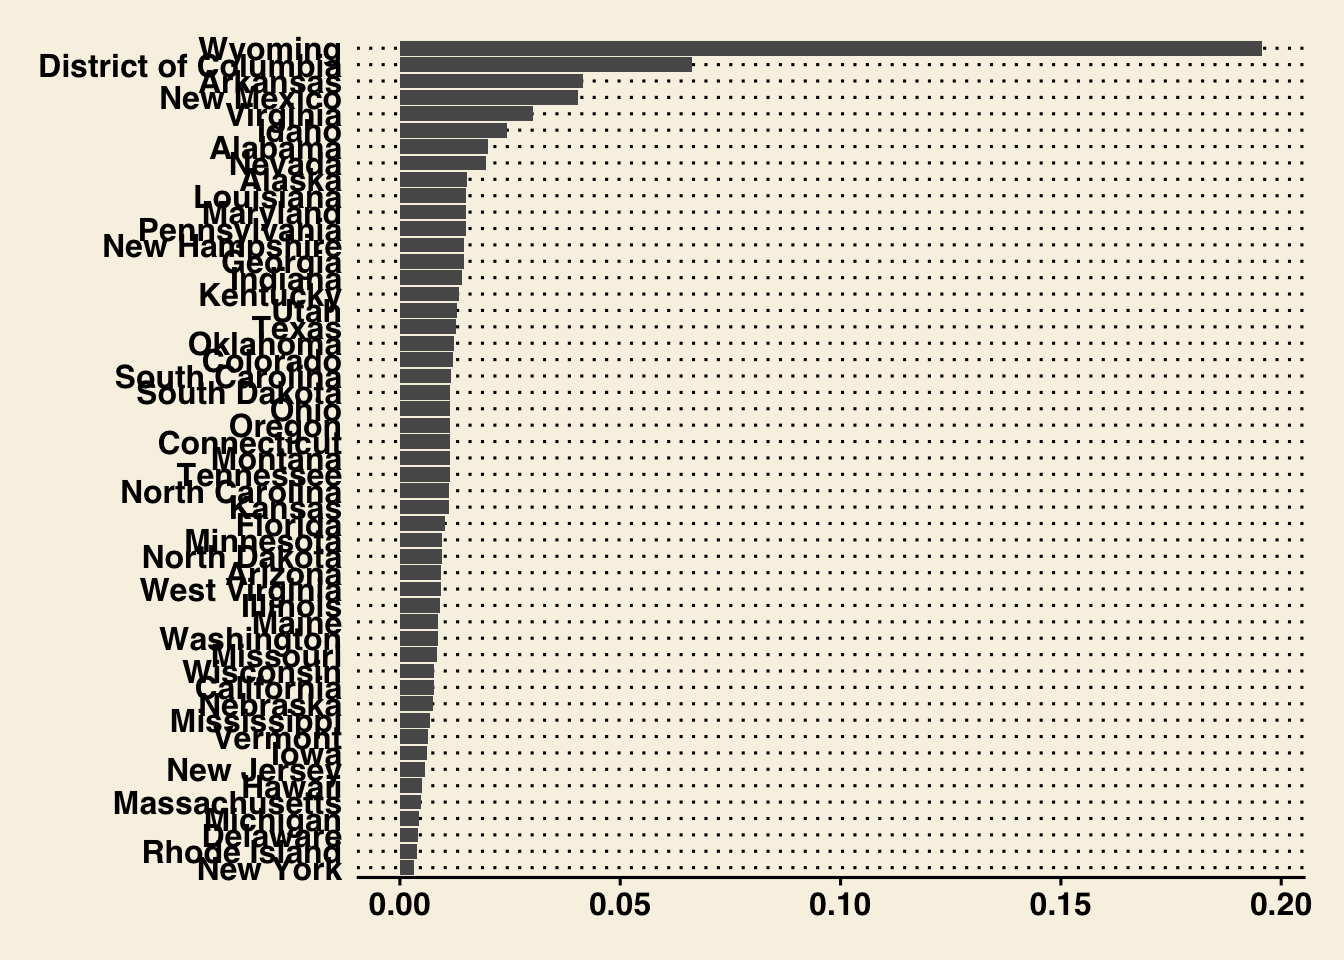 Wyoming
District of Columbia
Arkansas
New Mexico
Virginia
Idaho
Alabama
Nevada
Alaska
Louisiana
Maryland
Pennsylvania
New Hampshire
Georgia
Indiana
Kentucky
Utah
Texas
Oklahoma
Colorado
South Carolina
South Dakota
Ohio
Oregon
Connecticut
Montana
Tennessee
North Carolina
Kansas
Florida
Minnesota
North Dakota
Arizona
West Virginia
Illinois
Maine
Washington
Missouri
Wisconsin
California
Nebraska
Mississippi
Vermont
Iowa
New Jersey
Hawaii
Massachusetts
Michigan
Delaware
Rhode Island
New York
0.00 0.05 0.10 0.15 0.20